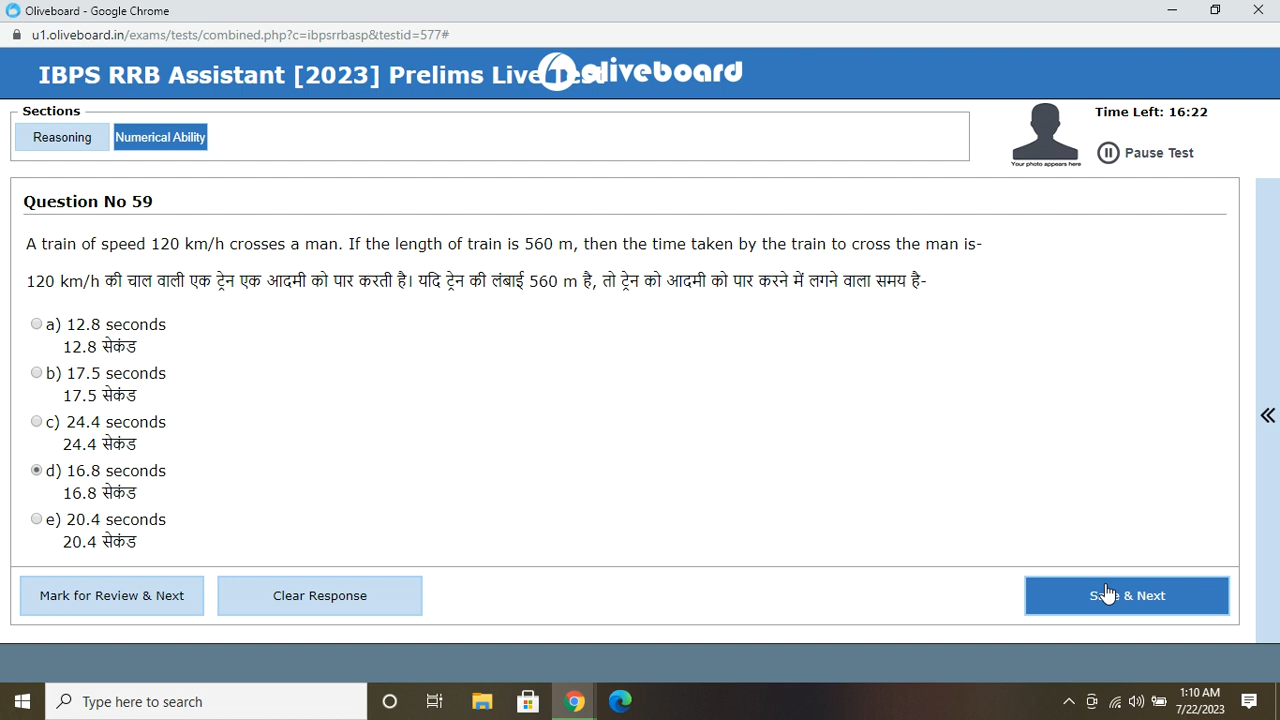 Oliveboard - Google Chrome
u1.oliveboard.in/exams/tests/combined.php?c=ibpsrrbasp&testid=577#
IBPS RRB Assistant [2023] Prelims Live
oliveboard
Sections
Reasoning
Numerical Ability
Your photo appears here
Time Left: 16:22
Pause Test
Question No 59
A train of speed 120 km/h crosses a man. If the length of train is 560 m, then the time taken by the train to cross the man is-
120 km/h की चाल वाली एक ट्रेन एक आदमी को पार करती है। यदि ट्रेन की लंबाई 560 m है, तो ट्रेन को आदमी को पार करने में लगने वाला समय है-
a) 12.8 seconds
12.8 सेकंड
b) 17.5 seconds
17.5 सेकंड
c) 24.4 seconds
24.4 सेकंड
d) 16.8 seconds
16.8 सेकंड
e) 20.4 seconds
20.4 सेकंड
Mark for Review & Next
Clear Response
Save & Next
Type here to search
1:10 AM
7/22/2023